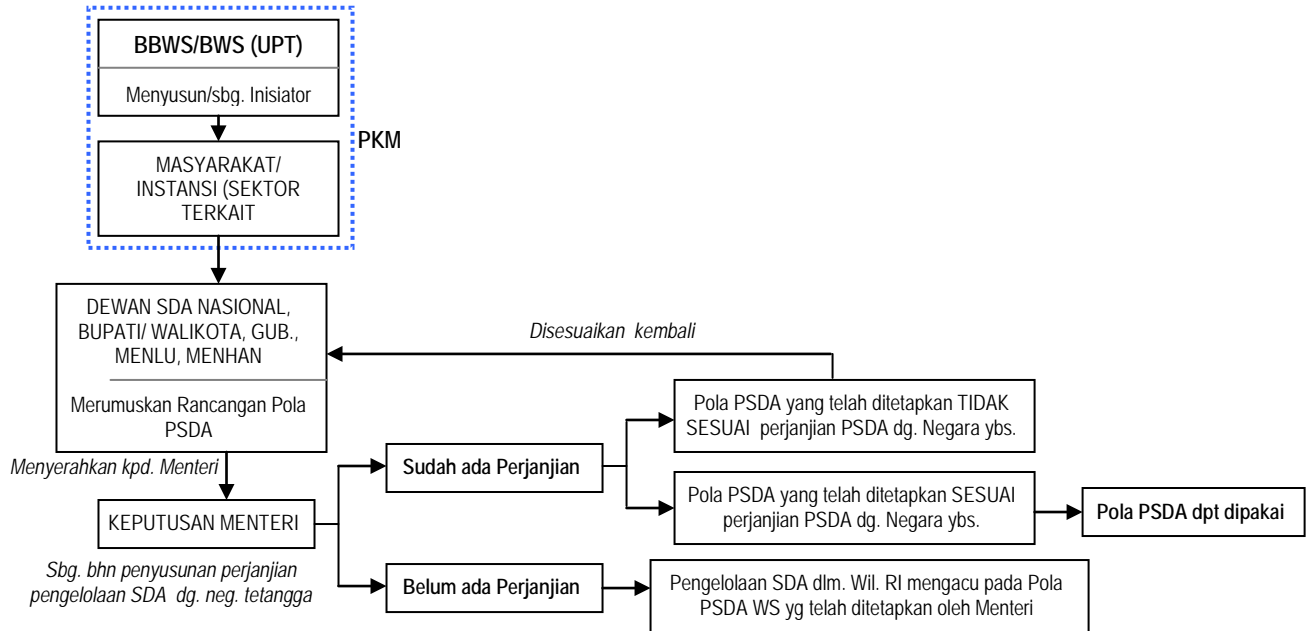 BBWS/BWS (UPT)
Menyusun/sbg. Inisiator
PKM
MASYARAKAT/
INSTANSI (SEKTOR
TERKAIT
DEWAN SDA NASIONAL,
BUPATI/ WALIKOTA, GUB.,
MENLU, MENHAN
Merumuskan Rancangan Pola
PSDA
Disesuaikan kembali
Menyerahkan kpd. Menteri
KEPUTUSAN MENTERI
Sbg. bhn penyusunan perjanjian
pengelolaan SDA dg. neg. tetangga
Sudah ada Perjanjian
Pola PSDA yang telah ditetapkan TIDAK
SESUAI perjanjian PSDA dg. Negara ybs.
Pola PSDA yang telah ditetapkan SESUAI
perjanjian PSDA dg. Negara ybs.
Pola PSDA dpt dipakai
Belum ada Perjanjian
Pengelolaan SDA dlm. Wil. RI mengacu pada Pola
PSDA WS yg telah ditetapkan oleh Menteri